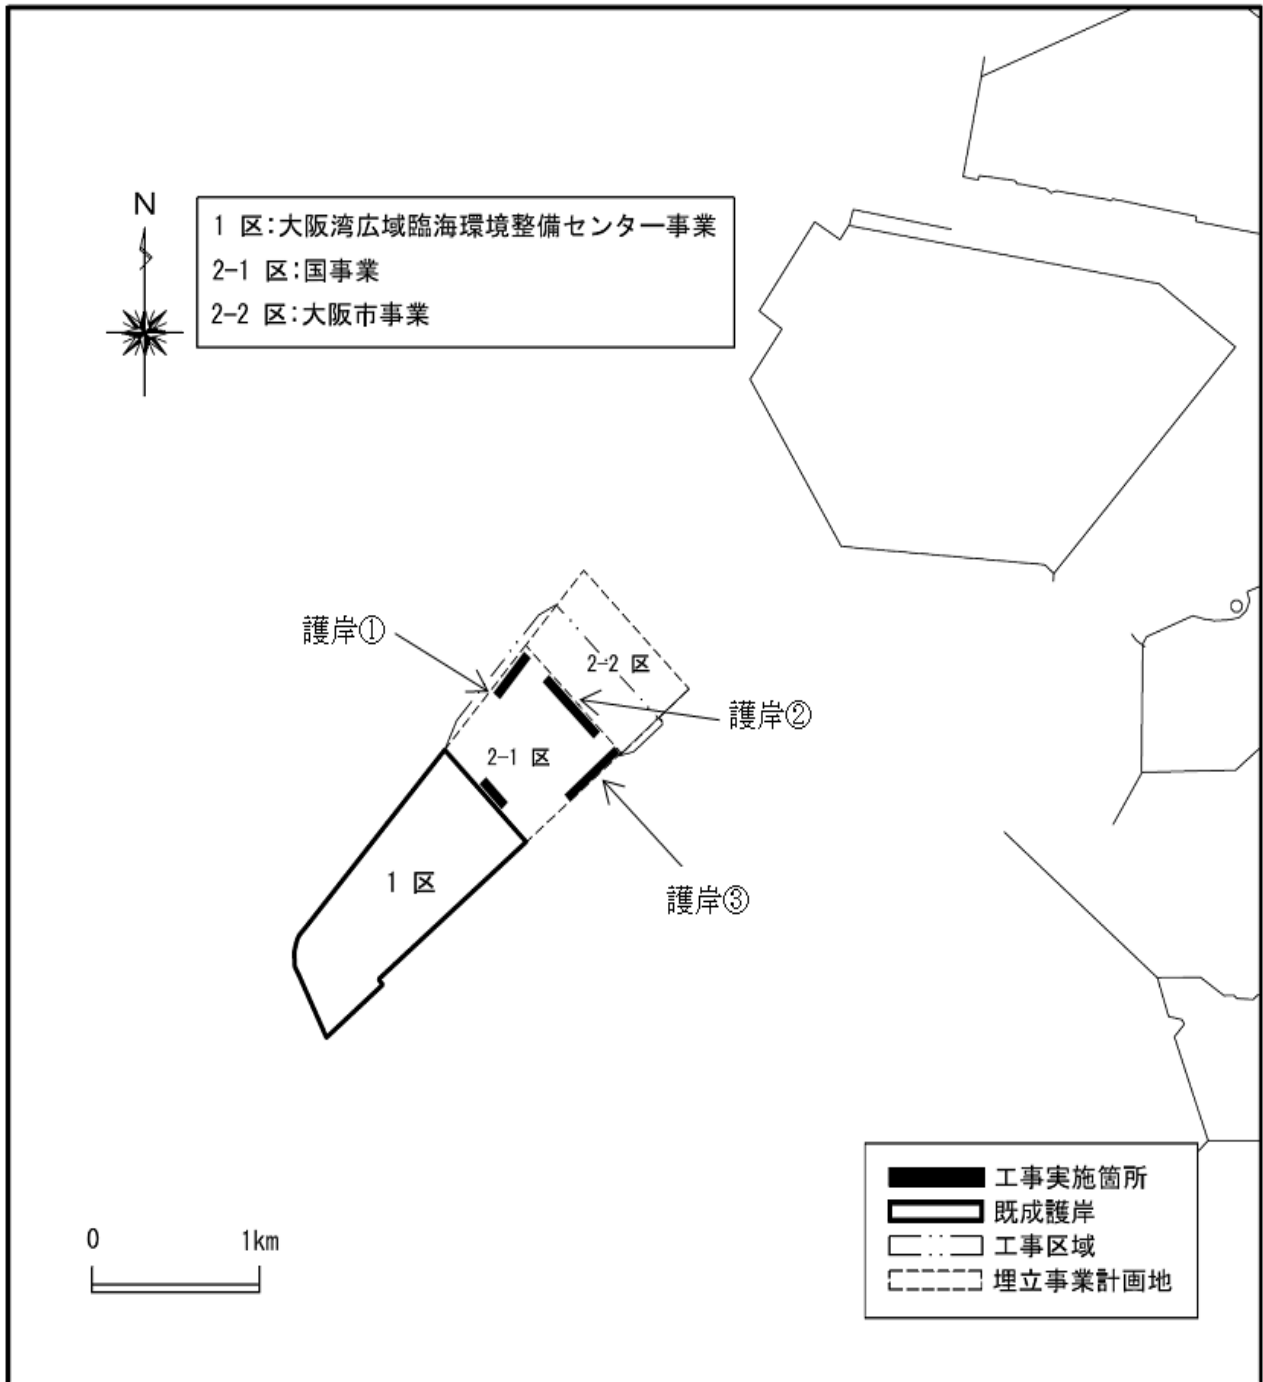 N
1 区:大阪湾広域臨海環境整備センター事業
2-1 区:国事業
2-2 区:大阪市事業
護岸①
2-2 区
護岸②
2-1 区
1 区
護岸③
工事実施箇所
既成護岸
工事区域
埋立事業計画地
0 1km